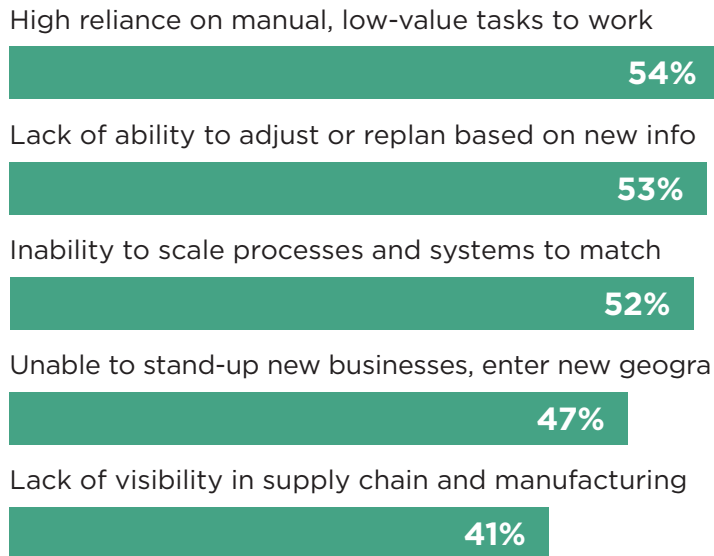 High reliance on manual, low-value tasks to work
54%
Lack of ability to adjust or replan based on new info
53%
Inability to scale processes and systems to match
52%
Unable to stand-up new businesses, enter new geogra
47%
Lack of visibility in supply chain and manufacturing
41%